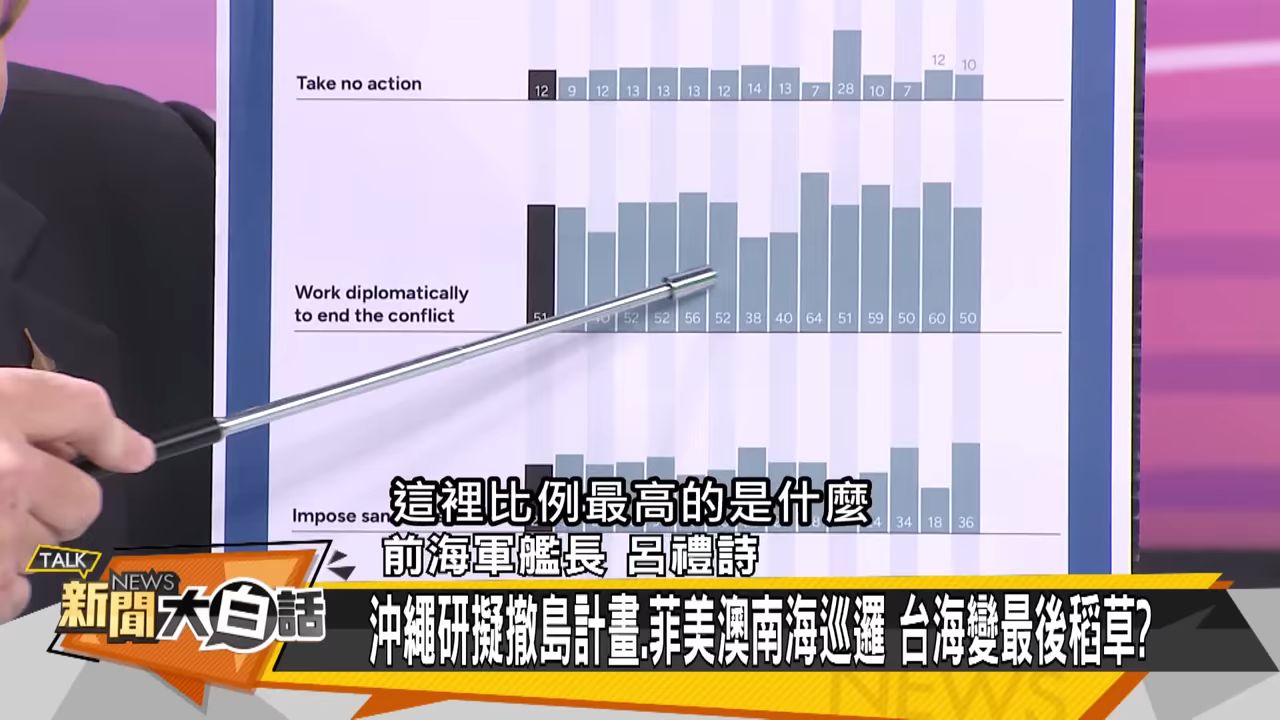 12 10
Take no action
12 9 12 13 13 13 12 14 13 7 28 10 7
Work diplomatically
to end the conflict
51 40 52 52 56 52 38 40 64 51 59 50 60 50
Impose san
34 18 36
這裡比例最高的是什麼
前海軍艦長 呂禮詩
TALK
NEWS
新聞大白話
沖繩研擬撤島計畫.菲美澳南海巡邏 台海變最後稻草?
NEWS